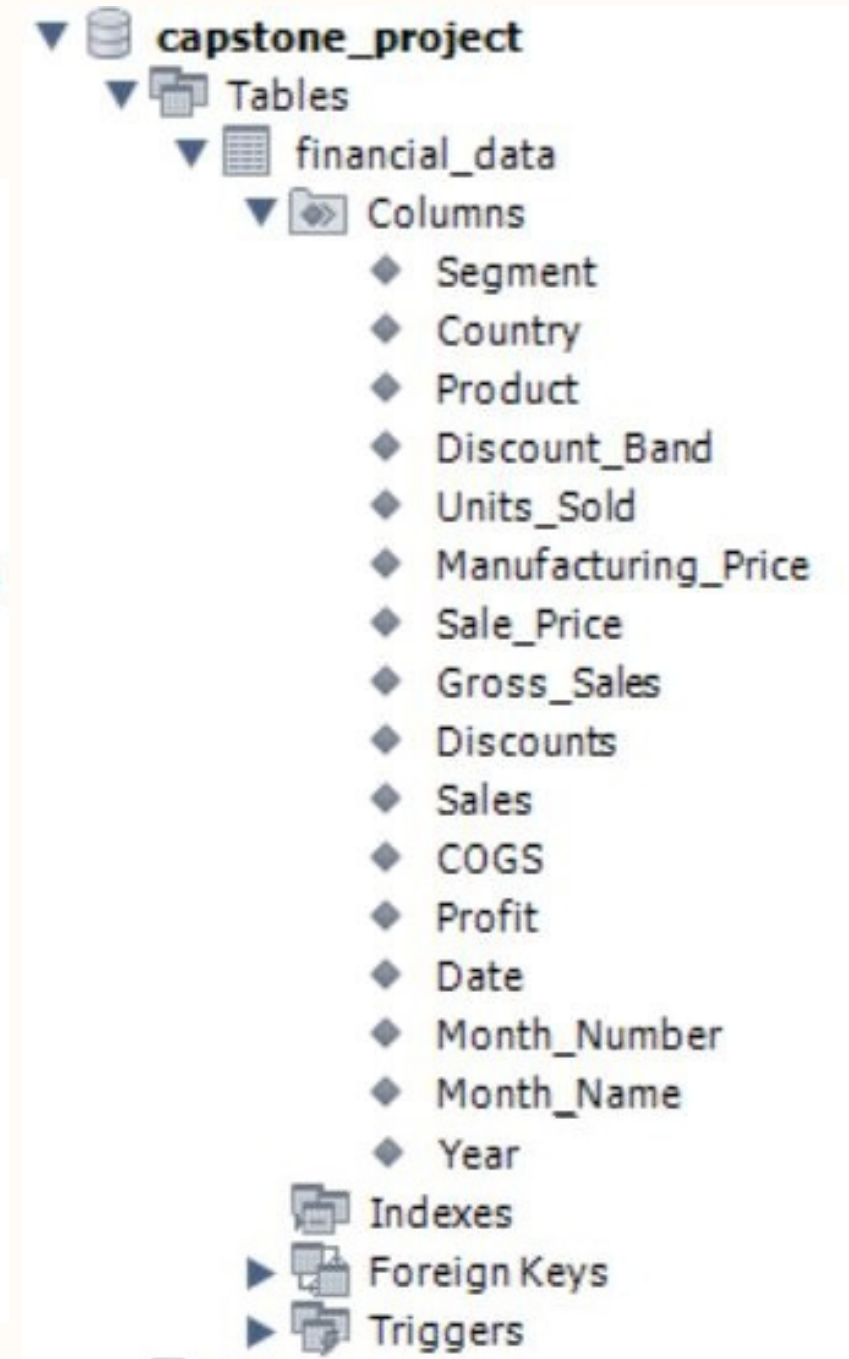 capstone_project
Tables
financial_data
Columns
Segment
Country
Product
Discount_Band
Units_Sold
Manufacturing_Price
Sale_Price
Gross_Sales
Discounts
Sales
COGS
Profit
Date
Month_Number
Month_Name
Year
Indexes
Foreign Keys
Triggers